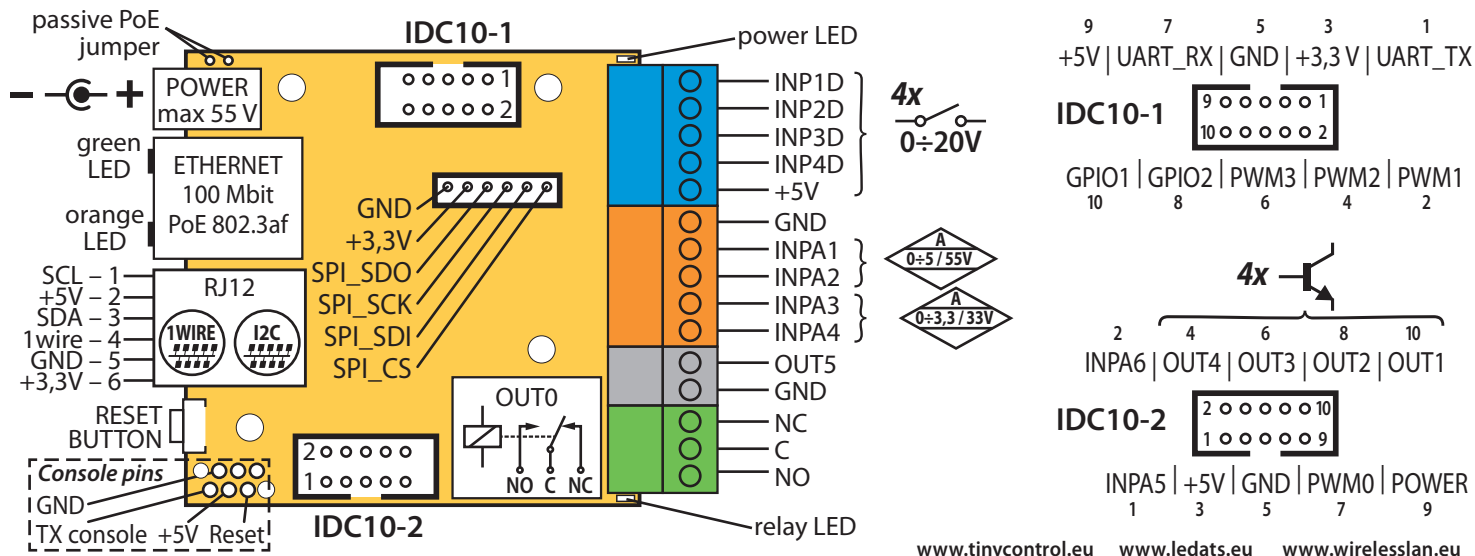 passive PoE
jumper
IDC10-1
power LED
- +
POWER
max 55 V
1
2
green
LED
ETHERNET
100 Mbit
PoE 802.3af
orange
LED
GND
+3,3V
SPI_SDO
SPI_SCK
SPI_SDI
SPI_CS
SCL – 1
+5V – 2
SDA – 3
1wire – 4
GND – 5
+3,3V – 6
RJ12
1WIRE
I2C
RESET
BUTTON
Console pins
GND
TX console +5V Reset
2
1
IDC10-2
OUT0
NO C NC
INP1D
INP2D
INP3D
INP4D
+5V
GND
INPA1
INPA2
INPA3
INPA4
OUT5
GND
NC
C
NO
relay LED
4x
0÷20V
A
0÷5 / 55V
A
0÷3,3 / 33V
9 7 5 3 1
+5V | UART_RX | GND | +3,3 V | UART_TX
IDC10-1
9 1
10 2
GPIO1 | GPIO2 | PWM3 | PWM2 | PWM1
10 8 6 4 2
4x
2 4 6 8 10
INPA6 | OUT4 | OUT3 | OUT2 | OUT1
IDC10-2
2 10
1 9
INPA5 | +5V | GND | PWM0 | POWER
1 3 5 7 9
www.tinycontrol.eu www.ledats.eu www.wirelesslan.eu